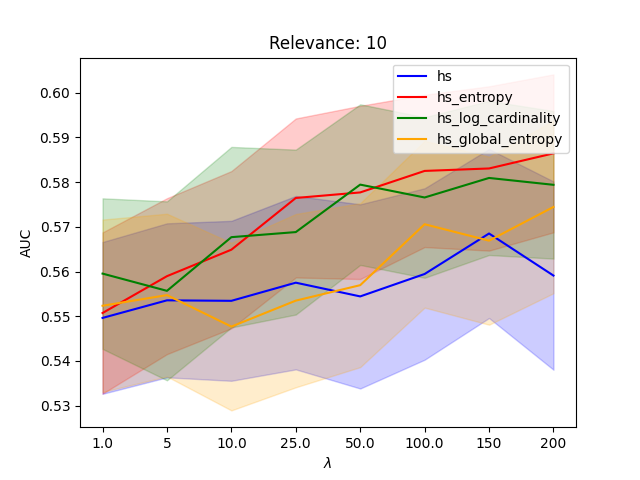 Relevance: 10
hs
hs_entropy
hs_log_cardinality
hs_global_entropy
AUC
0.60
0.59
0.58
0.57
0.56
0.55
0.54
0.53
1.0 5 10.0 25.0 50.0 100.0 150 200
λ